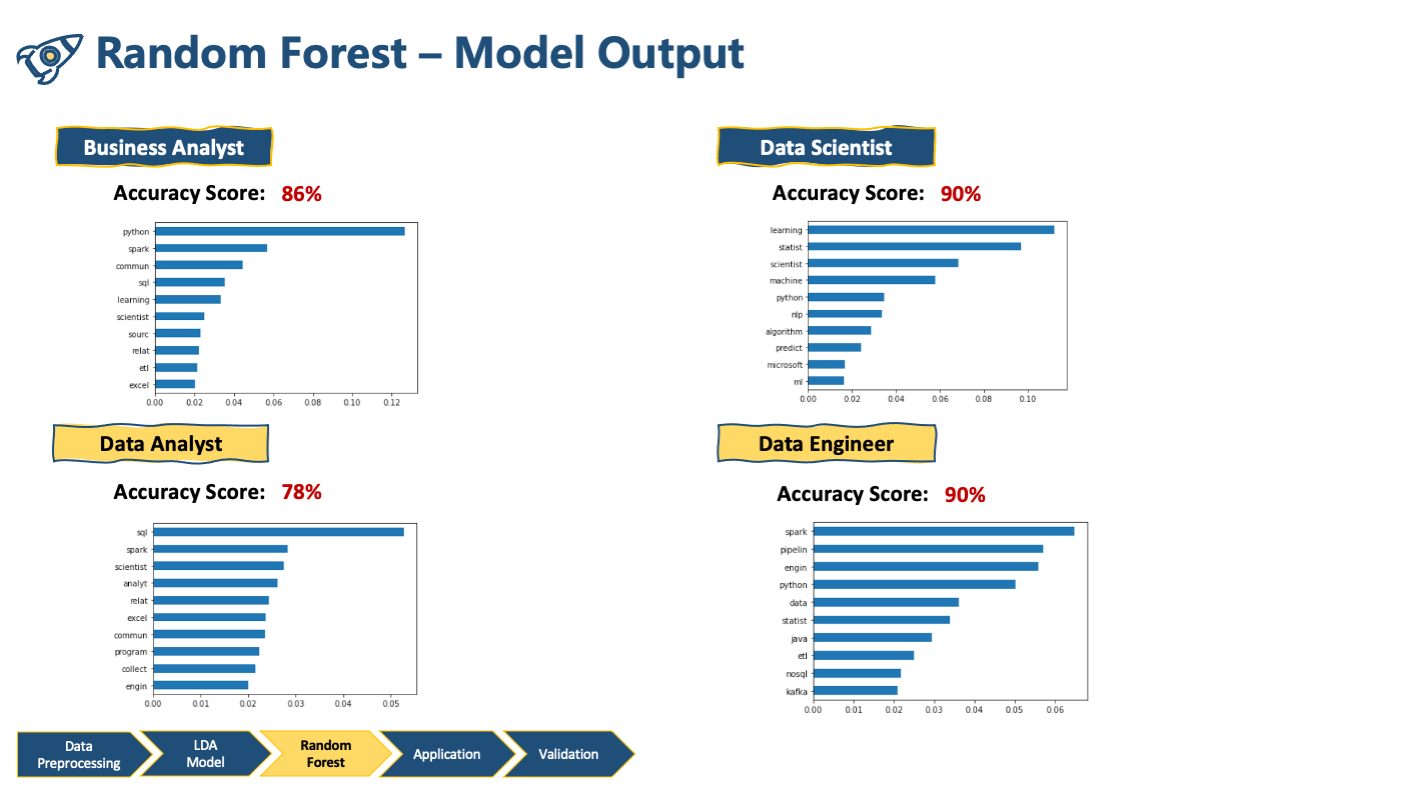 Random Forest – Model Output
Business Analyst
Accuracy Score: 86%
python
spark
commun
sql
learning
scientist
sourc
relat
etl
excel
0.00 0.02 0.04 0.06 0.08 0.10 0.12
Data Scientist
Accuracy Score: 90%
learning
statist
scientist
machine
python
nlp
algorithm
predict
microsoft
ml
0.00 0.02 0.04 0.06 0.08 0.10
Data Analyst
Accuracy Score: 78%
sql
spark
scientist
analyt
relat
excel
commun
program
collect
engin
0.00 0.01 0.02 0.03 0.04 0.05
Data Engineer
Accuracy Score: 90%
spark
pipelin
engin
python
data
statist
java
etl
nosql
kafka
0.00 0.01 0.02 0.03 0.04 0.05 0.06
Data
Preprocessing
LDA
Model
Random
Forest
Application
Validation